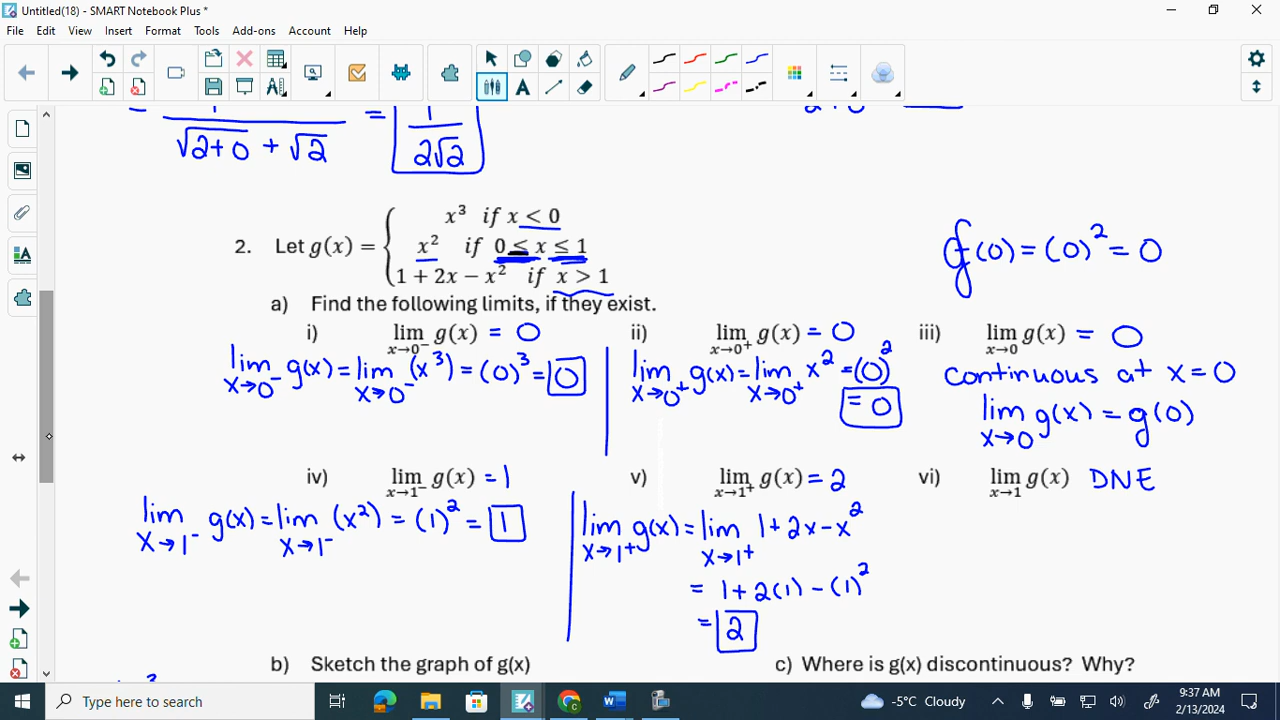 Untitled(18) - SMART Notebook Plus *
File Edit View Insert Format Tools Add-ons Account Help
= 1/(√(2+0) + √2) = 1/(2√2)
2. Let g(x) = { x³ if x < 0
x² if 0 ≤ x ≤ 1
1 + 2x − x² if x > 1
g(0) = (0)² = 0
a) Find the following limits, if they exist.
i) lim x→0⁻ g(x) = 0
lim x→0⁻ g(x) = lim x→0⁻ (x³) = (0)³ = 0
ii) lim x→0⁺ g(x) = 0
lim x→0⁺ g(x) = lim x→0⁺ x² = (0)²
= 0
iii) lim x→0 g(x) = 0
continuous at x = 0
lim x→0 g(x) = g(0)
iv) lim x→1⁻ g(x) = 1
lim x→1⁻ g(x) = lim x→1⁻ (x²) = (1)² = 1
v) lim x→1⁺ g(x) = 2
lim x→1⁺ g(x) = lim x→1⁺ 1 + 2x − x²
= 1 + 2(1) − (1)²
= 2
vi) lim x→1 g(x) DNE
b) Sketch the graph of g(x)
c) Where is g(x) discontinuous? Why?
Type here to search
-5°C Cloudy
9:37 AM
2/13/2024